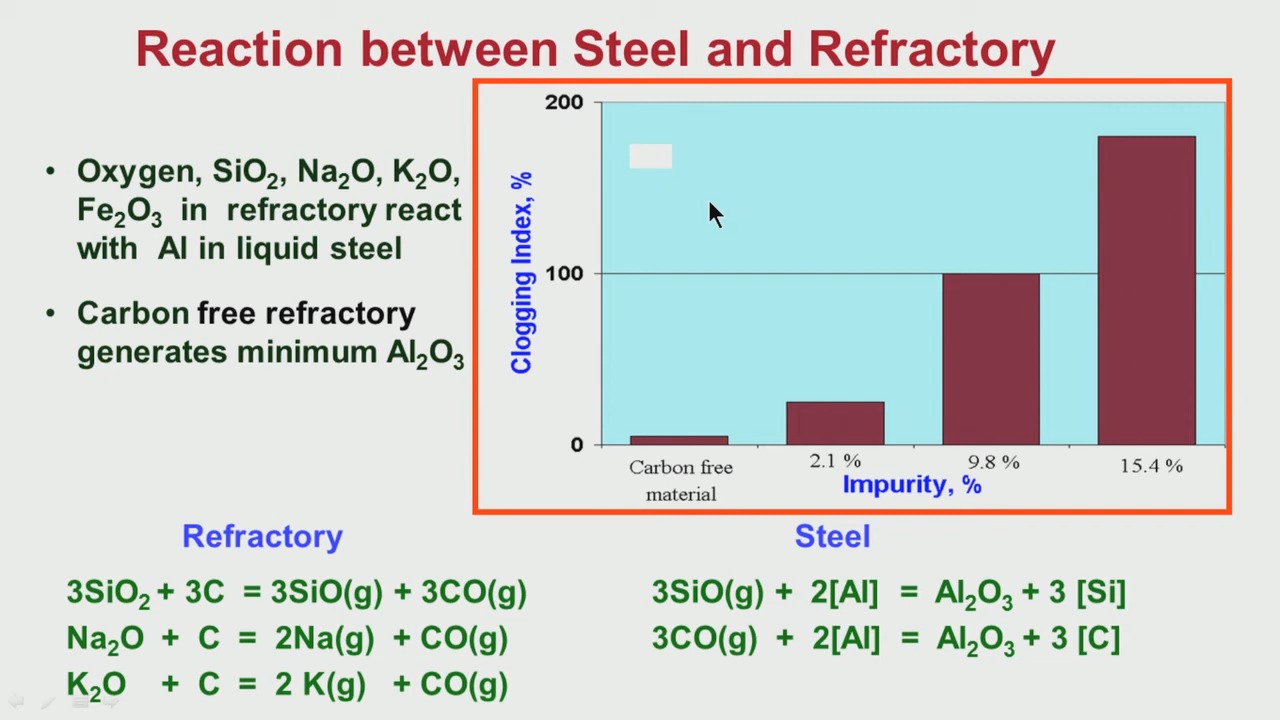 Reaction between Steel and Refractory
• Oxygen, SiO₂, Na₂O, K₂O,
Fe₂O₃ in refractory react
with Al in liquid steel
• Carbon free refractory
generates minimum Al₂O₃
200
100
0
Clogging Index, %
Carbon free
material
2.1 %
9.8 %
15.4 %
Impurity, %
Refractory
3SiO₂ + 3C = 3SiO(g) + 3CO(g)
Na₂O + C = 2Na(g) + CO(g)
K₂O + C = 2 K(g) + CO(g)
Steel
3SiO(g) + 2[Al] = Al₂O₃ + 3 [Si]
3CO(g) + 2[Al] = Al₂O₃ + 3 [C]